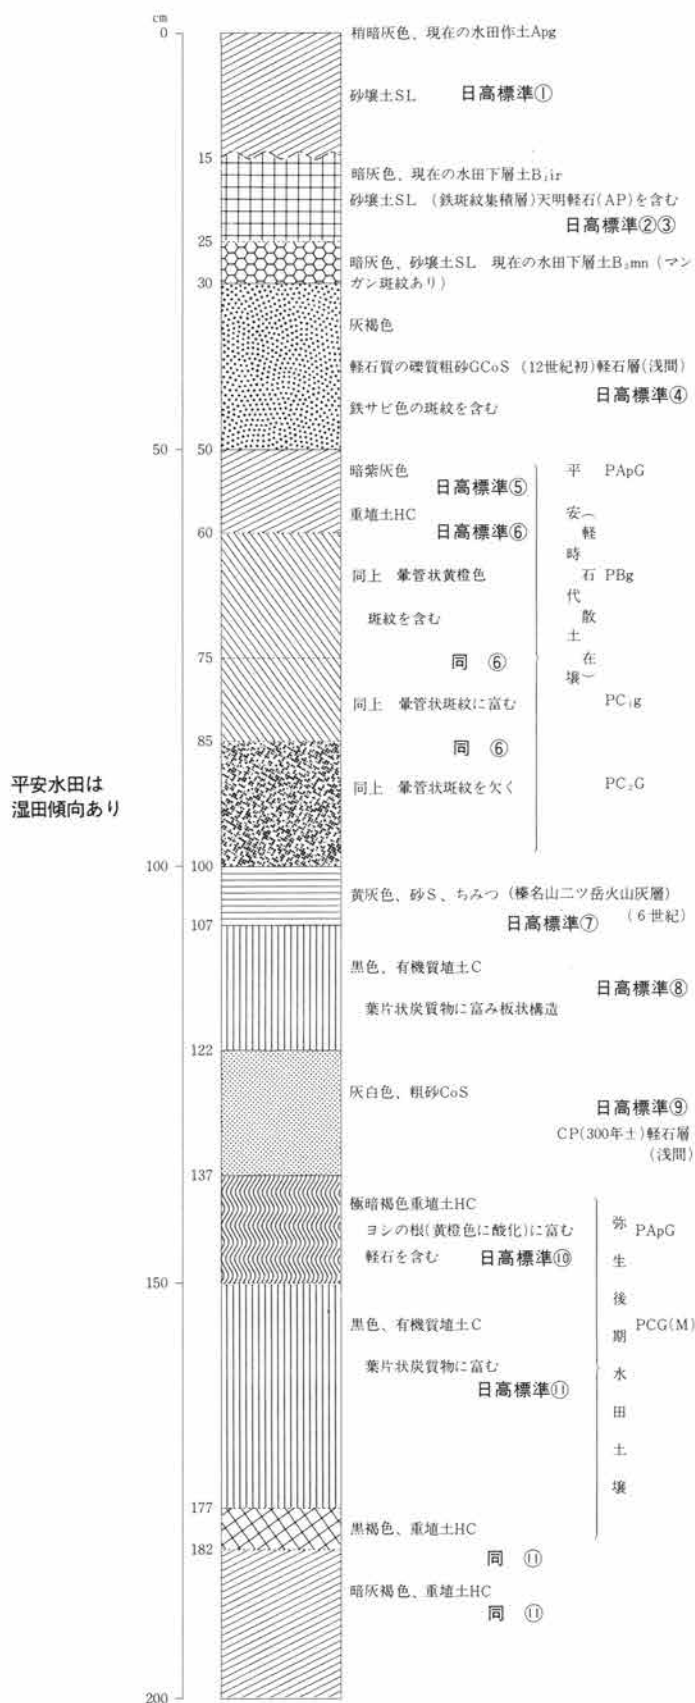 cm
0
稍暗灰色、現在の水田作土Apg
砂壌土SL 日高標準①
15
暗灰色、現在の水田下層土B₁ir
砂壌土SL (鉄斑紋集積層)天明軽石(AP)を含む
日高標準②③
25
暗灰色、砂壌土SL 現在の水田下層土B₂mn (マン
ガン斑紋あり)
30
灰褐色
軽石質の礫質粗砂GCoS (12世紀初)軽石層(浅間)
日高標準④
鉄サビ色の斑紋を含む
50 50
暗紫灰色
日高標準⑤
重埴土HC
60
日高標準⑥
同上 暈管状黄橙色
斑紋を含む
75
同 ⑥
同上 暈管状斑紋に富む
85
同 ⑥
同上 暈管状斑紋を欠く
平安時代土壌
(軽石散在)
PApG
PBg
PC₁g
PC₂G
平安水田は
湿田傾向あり
100 100
黄灰色、砂S、ちみつ (榛名山二ツ岳火山灰層)
(6世紀)
107
日高標準⑦
黒色、有機質埴土C
日高標準⑧
葉片状炭質物に富み板状構造
122
灰白色、粗砂CoS
日高標準⑨
CP(300年土)軽石層
(浅間)
137
極暗褐色重埴土HC
ヨシの根(黄橙色に酸化)に富む
軽石を含む 日高標準⑩
150
黒色、有機質埴土C
葉片状炭質物に富む
日高標準⑪
弥生後期水田土壌
PApG
PCG(M)
177
黒褐色、重埴土HC
182
同 ⑪
暗灰褐色、重埴土HC
同 ⑪
200